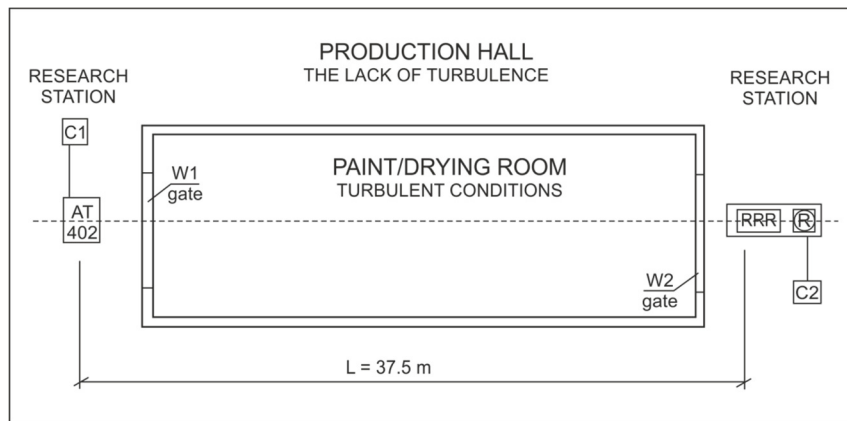 PRODUCTION HALL
THE LACK OF TURBULENCE
RESEARCH
STATION
RESEARCH
STATION
C1
W1
gate
PAINT/DRYING ROOM
TURBULENT CONDITIONS
AT
402
RRR
R
W2
gate
C2
L = 37.5 m